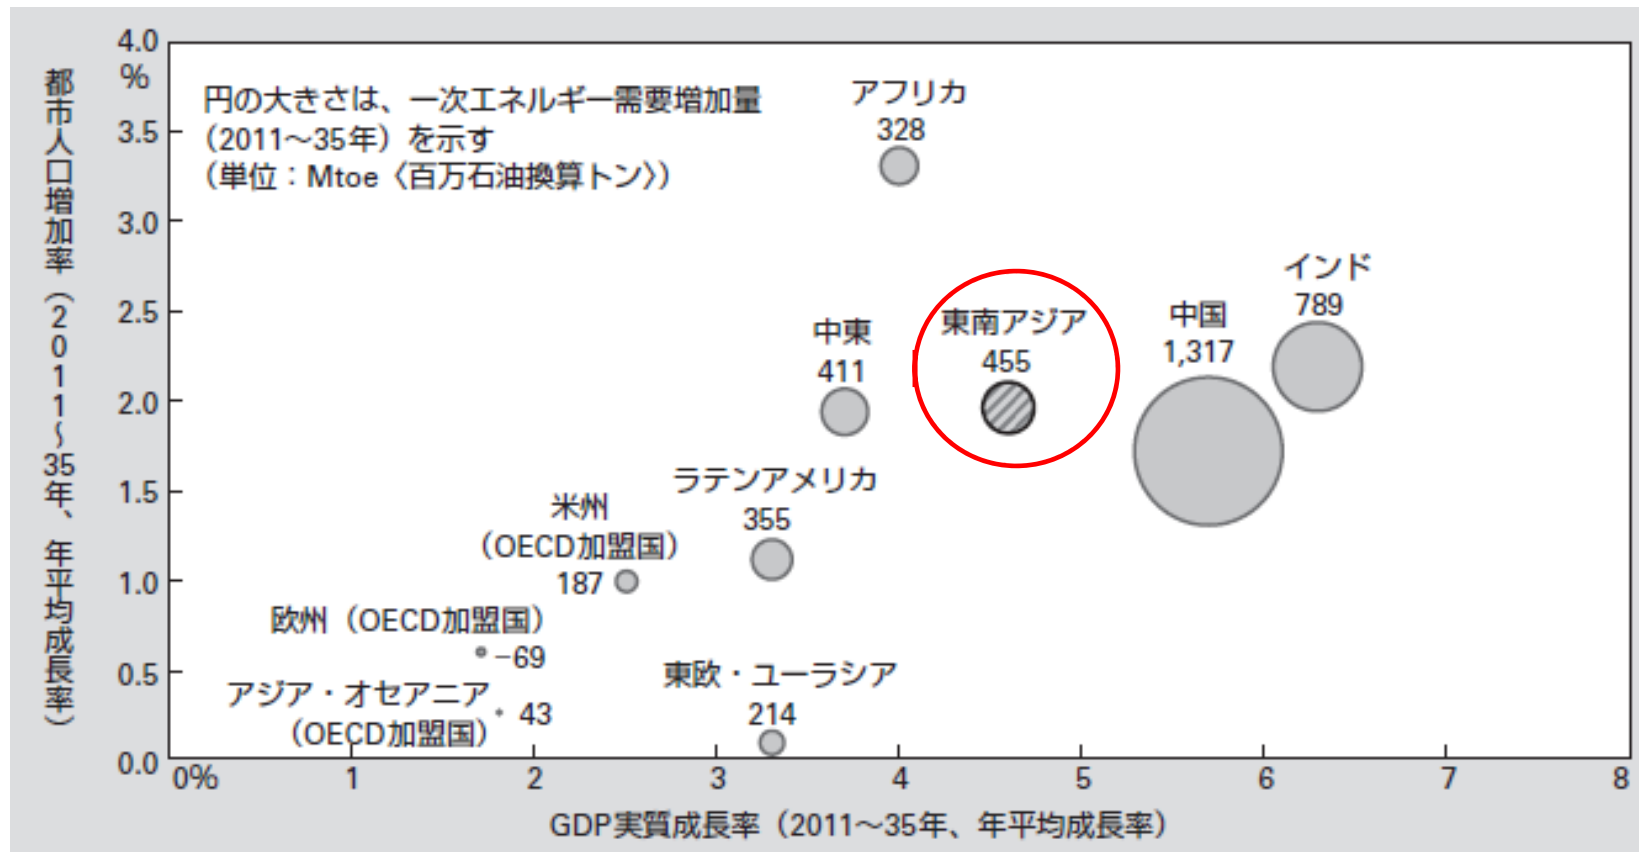 都市人口増加率（2011～35年、年平均成長率）
4.0
%
3.5
3.0
2.5
2.0
1.5
1.0
0.5
0.0
円の大きさは、一次エネルギー需要増加量
（2011～35年）を示す
（単位：Mtoe〈百万石油換算トン〉）
アフリカ
328
インド
789
中国
1,317
東南アジア
455
中東
411
ラテンアメリカ
355
米州
（OECD加盟国）
187
欧州（OECD加盟国）
−69
アジア・オセアニア
（OECD加盟国）
43
東欧・ユーラシア
214
0% 1 2 3 4 5 6 7 8
GDP実質成長率（2011～35年、年平均成長率）